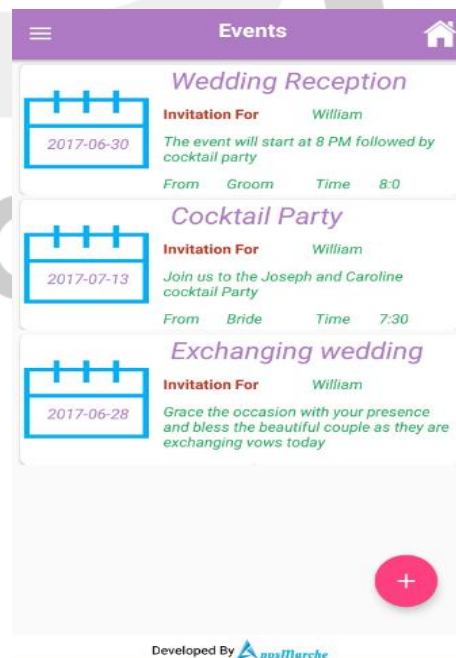 Events
Wedding Reception
Invitation For William
2017-06-30
The event will start at 8 PM followed by
cocktail party
From Groom Time 8:0
Cocktail Party
Invitation For William
2017-07-13
Join us to the Joseph and Caroline
cocktail Party
From Bride Time 7:30
Exchanging wedding
Invitation For William
2017-06-28
Grace the occasion with your presence
and bless the beautiful couple as they are
exchanging vows today
+
Developed By AppsMarche